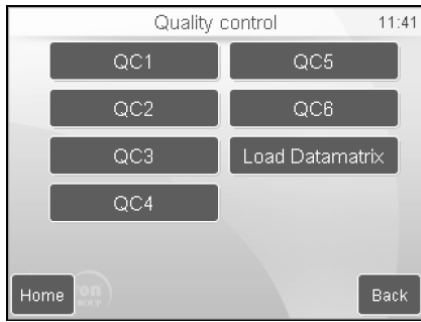 Quality control 11:41
QC1 QC5
QC2 QC6
QC3 Load Datamatrix
QC4
Home Back